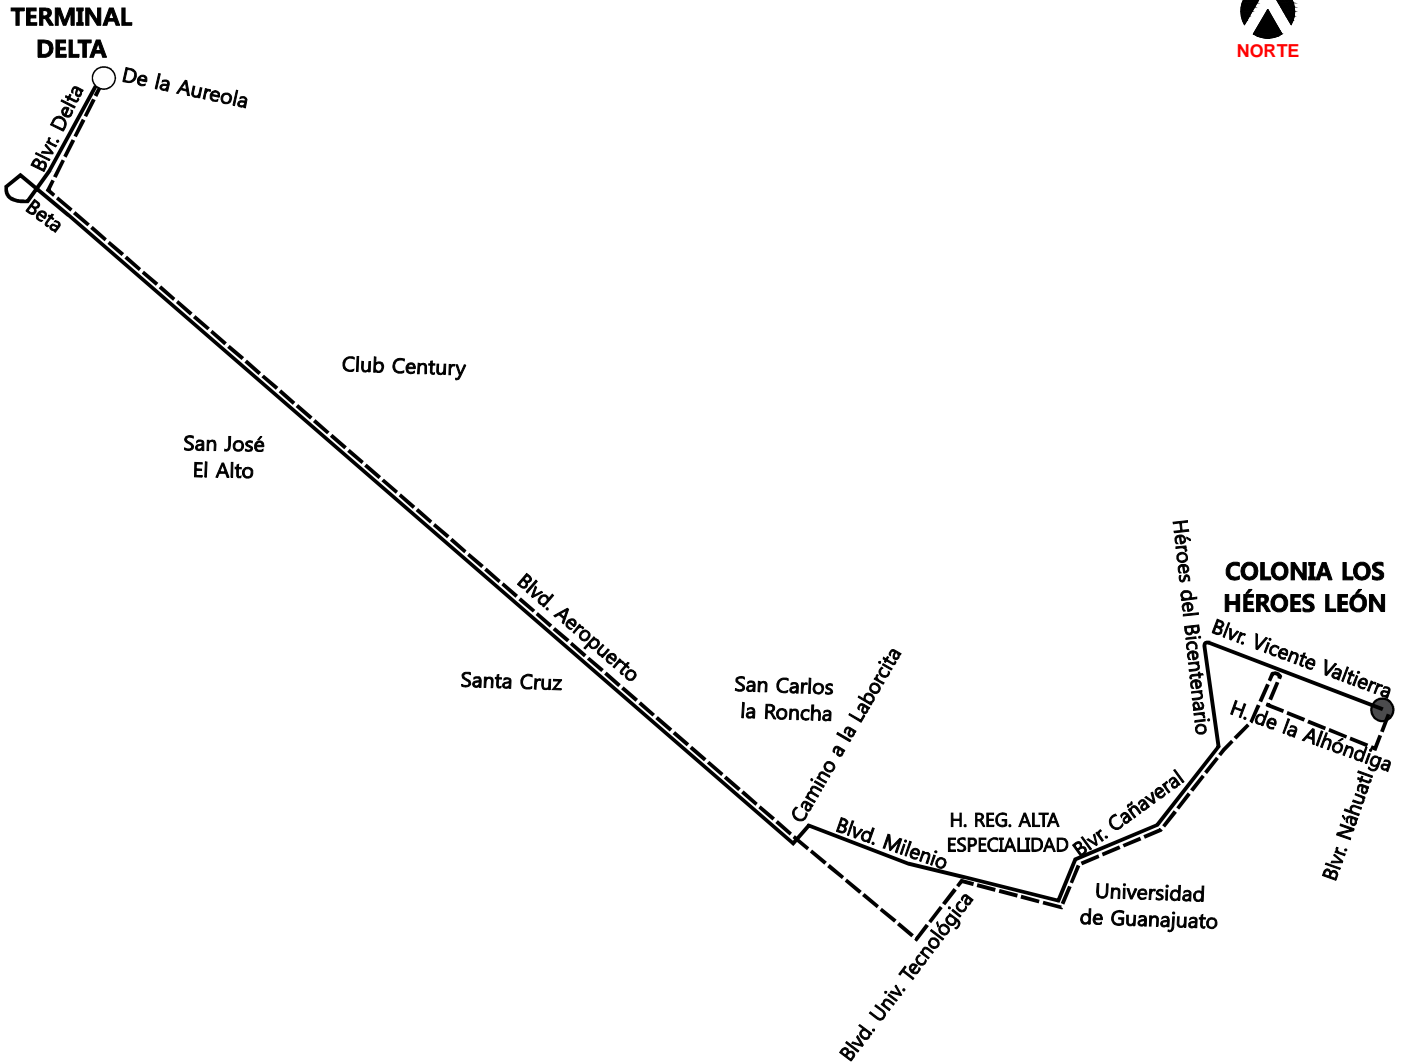 TERMINAL
DELTA
NORTE
De la Aureola
Blvr. Delta
Beta
Club Century
San José
El Alto
Blvd. Aeropuerto
Santa Cruz
San Carlos
la Roncha
Camino a la Laborcita
Héroes del Bicentenario
COLONIA LOS
HÉROES LEÓN
Blvr. Vicente Valtierra
H. de la Alhóndiga
Blvr. Náhuatl
Blvr. Cañaveral
H. REG. ALTA
ESPECIALIDAD
Blvd. Milenio
Universidad
de Guanajuato
Blvd. Univ. Tecnológica